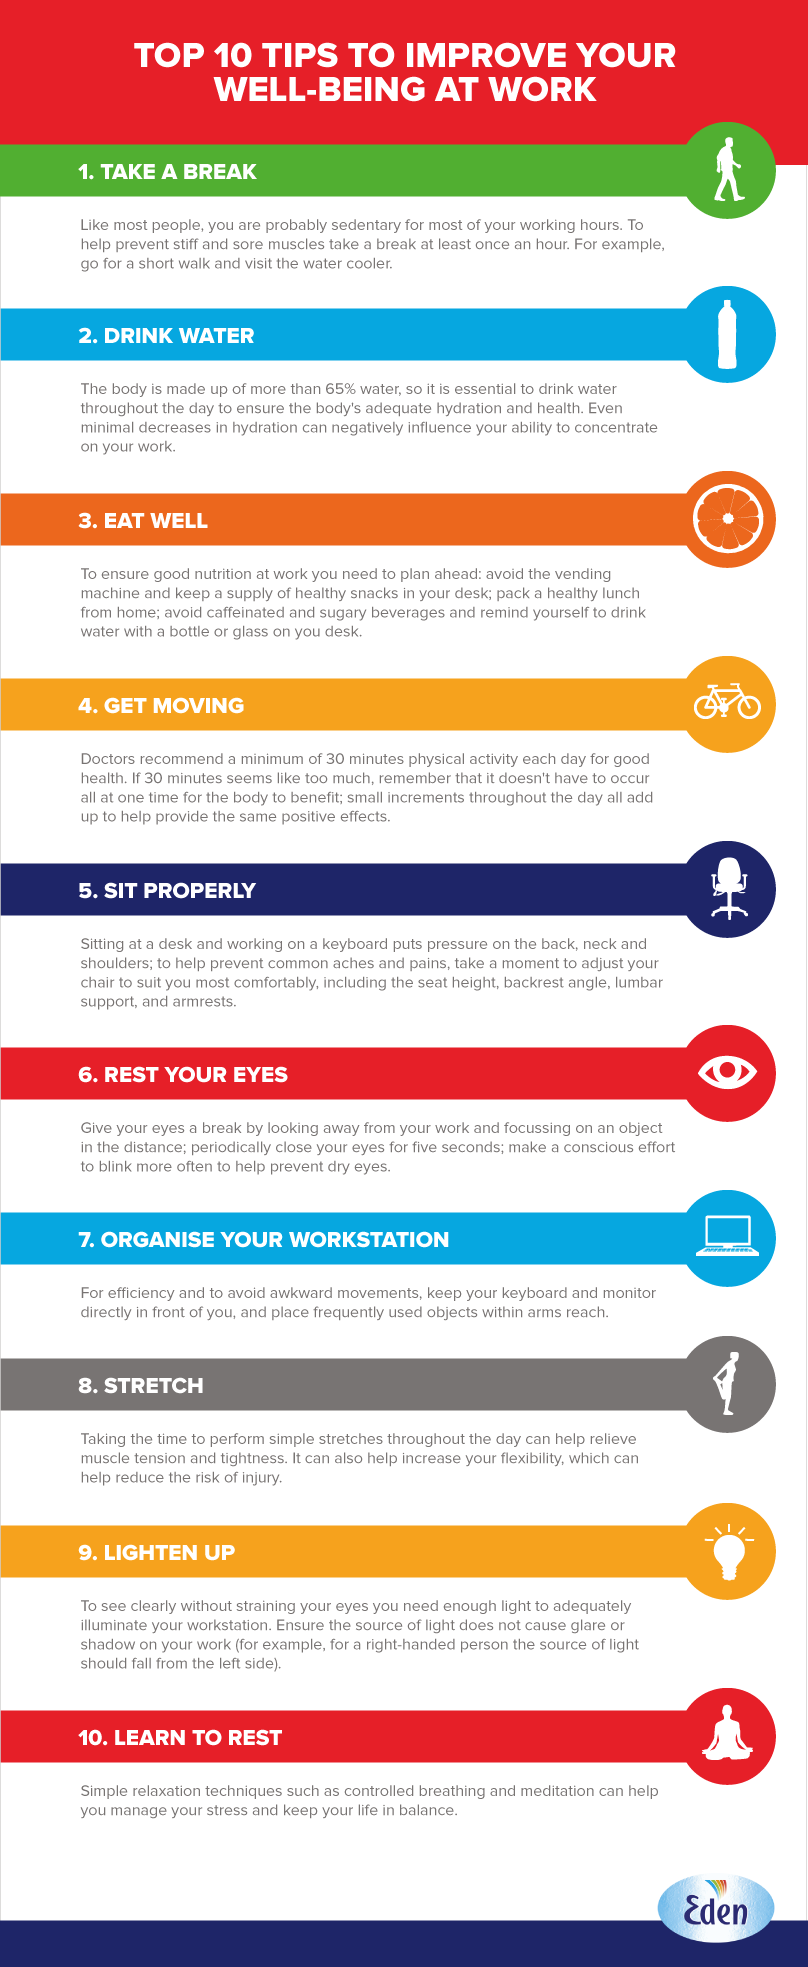 TOP 10 TIPS TO IMPROVE YOUR
WELL-BEING AT WORK
1. TAKE A BREAK
Like most people, you are probably sedentary for most of your working hours. To
help prevent stiff and sore muscles take a break at least once an hour. For example,
go for a short walk and visit the water cooler.
2. DRINK WATER
The body is made up of more than 65% water, so it is essential to drink water
throughout the day to ensure the body's adequate hydration and health. Even
minimal decreases in hydration can negatively influence your ability to concentrate
on your work.
3. EAT WELL
To ensure good nutrition at work you need to plan ahead: avoid the vending
machine and keep a supply of healthy snacks in your desk; pack a healthy lunch
from home; avoid caffeinated and sugary beverages and remind yourself to drink
water with a bottle or glass on you desk.
4. GET MOVING
Doctors recommend a minimum of 30 minutes physical activity each day for good
health. If 30 minutes seems like too much, remember that it doesn't have to occur
all at one time for the body to benefit; small increments throughout the day all add
up to help provide the same positive effects.
5. SIT PROPERLY
Sitting at a desk and working on a keyboard puts pressure on the back, neck and
shoulders; to help prevent common aches and pains, take a moment to adjust your
chair to suit you most comfortably, including the seat height, backrest angle, lumbar
support, and armrests.
6. REST YOUR EYES
Give your eyes a break by looking away from your work and focussing on an object
in the distance; periodically close your eyes for five seconds; make a conscious effort
to blink more often to help prevent dry eyes.
7. ORGANISE YOUR WORKSTATION
For efficiency and to avoid awkward movements, keep your keyboard and monitor
directly in front of you, and place frequently used objects within arms reach.
8. STRETCH
Taking the time to perform simple stretches throughout the day can help relieve
muscle tension and tightness. It can also help increase your flexibility, which can
help reduce the risk of injury.
9. LIGHTEN UP
To see clearly without straining your eyes you need enough light to adequately
illuminate your workstation. Ensure the source of light does not cause glare or
shadow on your work (for example, for a right-handed person the source of light
should fall from the left side).
10. LEARN TO REST
Simple relaxation techniques such as controlled breathing and meditation can help
you manage your stress and keep your life in balance.
Eden